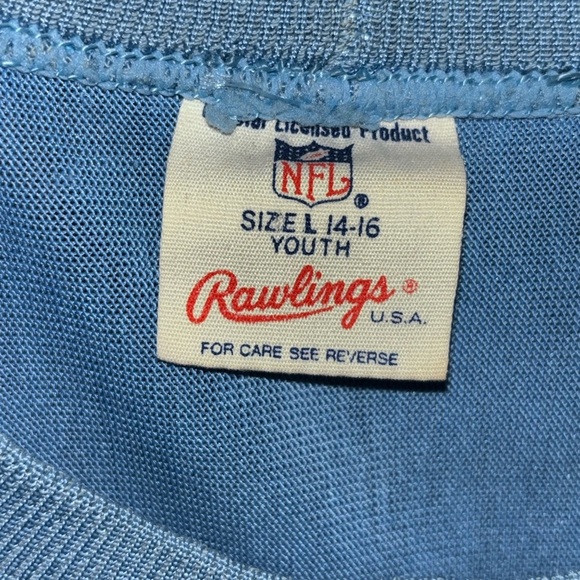 Licensed Product
NFL®
SIZE L 14-16
YOUTH
Rawlings®
U.S.A.
FOR CARE SEE REVERSE